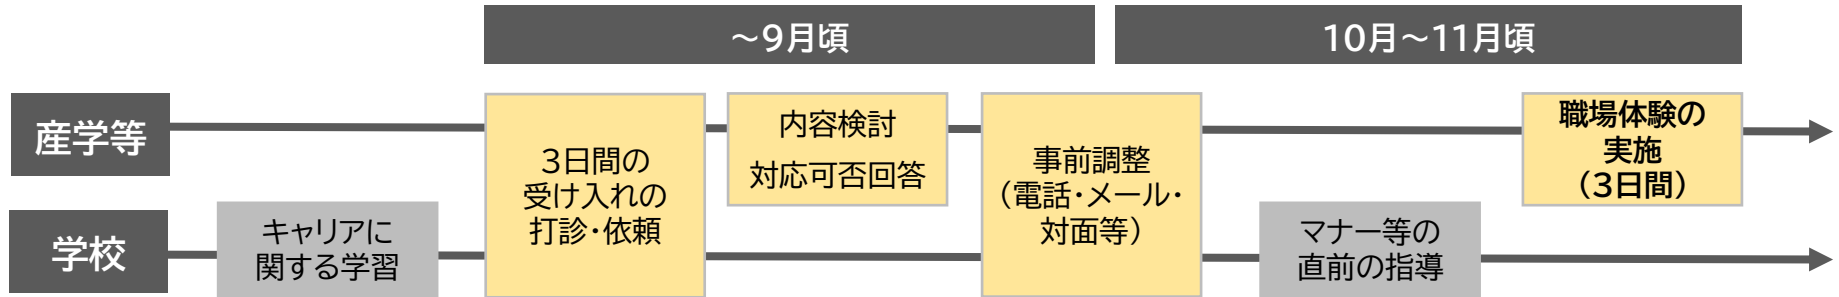 ～9月頃
10月～11月頃
産学等
3日間の
受け入れの
打診・依頼
内容検討
対応可否回答
事前調整
（電話・メール・
対面等）
職場体験の
実施
（3日間）
学校
キャリアに
関する学習
マナー等の
直前の指導